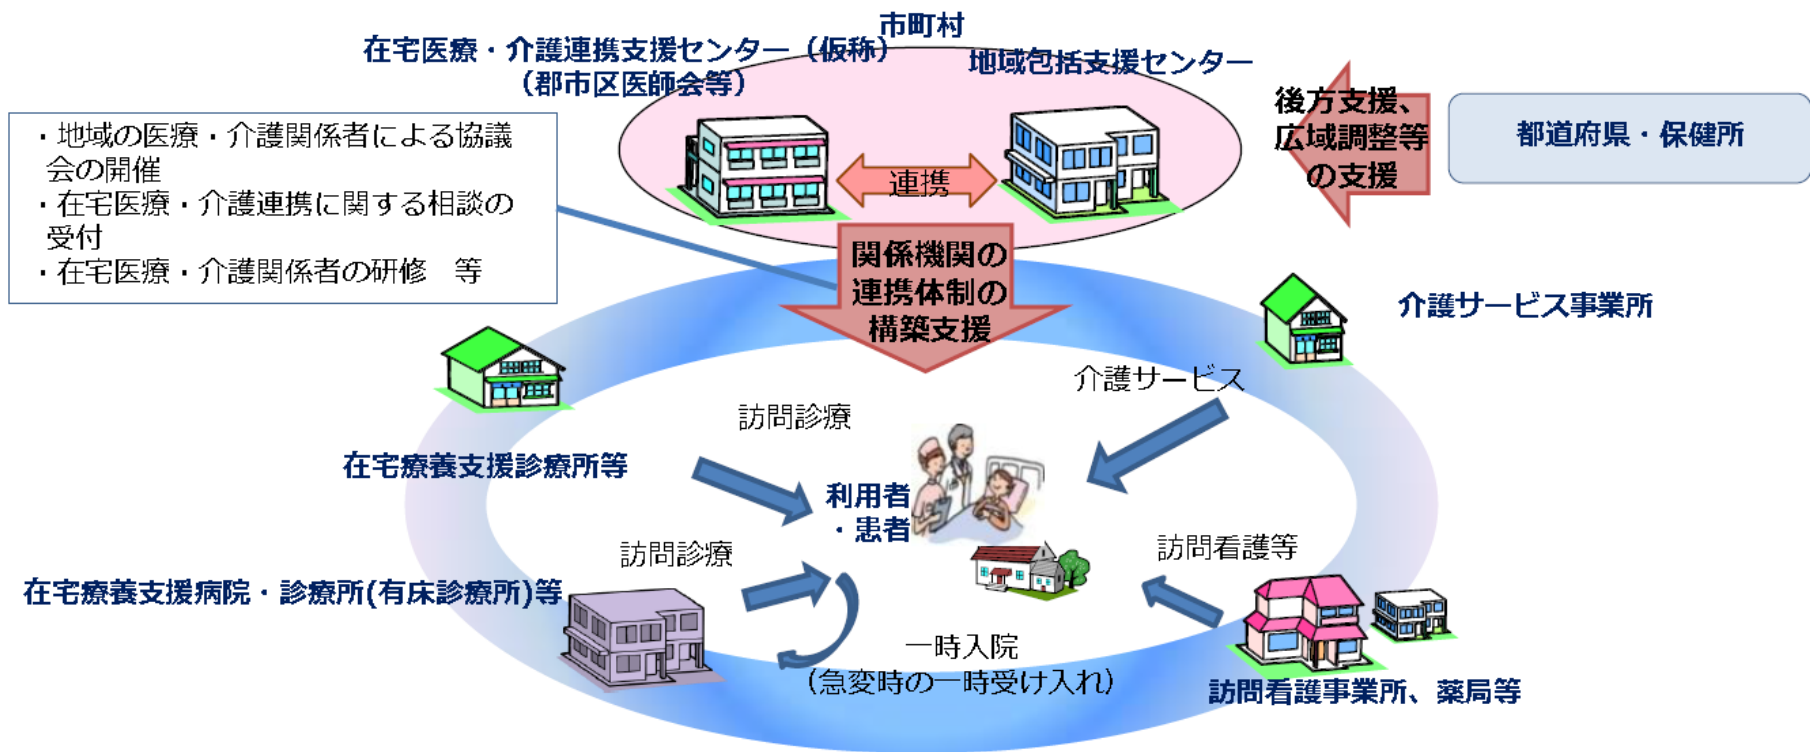 市町村
在宅医療・介護連携支援センター（仮称）
（郡市区医師会等）
地域包括支援センター
・地域の医療・介護関係者による協議
会の開催
・在宅医療・介護連携に関する相談の
受付
・在宅医療・介護関係者の研修　等
連携
後方支援、
広域調整等
の支援
都道府県・保健所
関係機関の
連携体制の
構築支援
介護サービス事業所
介護サービス
訪問診療
在宅療養支援診療所等
利用者
・患者
訪問診療
訪問看護等
在宅療養支援病院・診療所(有床診療所)等
一時入院
（急変時の一時受け入れ）
訪問看護事業所、薬局等